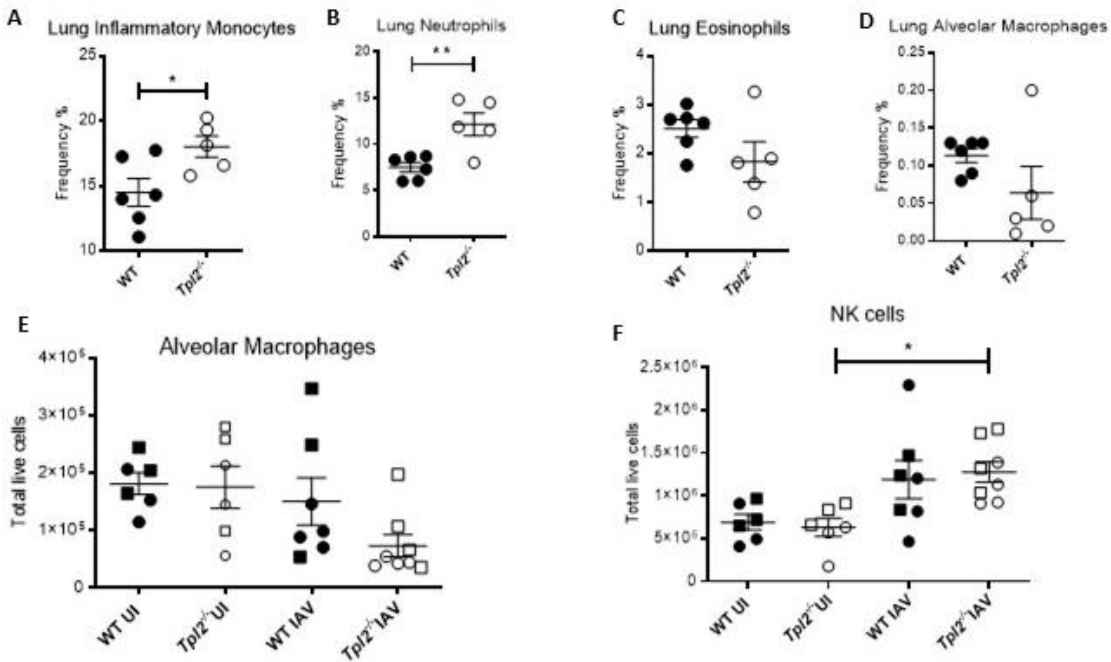 A
Lung Inflammatory Monocytes
Frequency %
25
20
15
10
*
WT
Tpl2-/-
B
Lung Neutrophils
Frequency %
20
15
10
5
0
**
WT
Tpl2-/-
C
Lung Eosinophils
Frequency %
4
3
2
1
0
WT
Tpl2-/-
D
Lung Alveolar Macrophages
Frequency %
0.25
0.20
0.15
0.10
0.05
0.00
WT
Tpl2-/-
E
Alveolar Macrophages
Total live cells
4×10⁵
3×10⁵
2×10⁵
1×10⁵
0
WT UI
Tpl2-/-UI
WT IAV
Tpl2-/-IAV
F
NK cells
Total live cells
2.5×10⁶
2×10⁶
1.5×10⁶
1×10⁶
5×10⁵
0
*
WT UI
Tpl2-/-UI
WT IAV
Tpl2-/-IAV